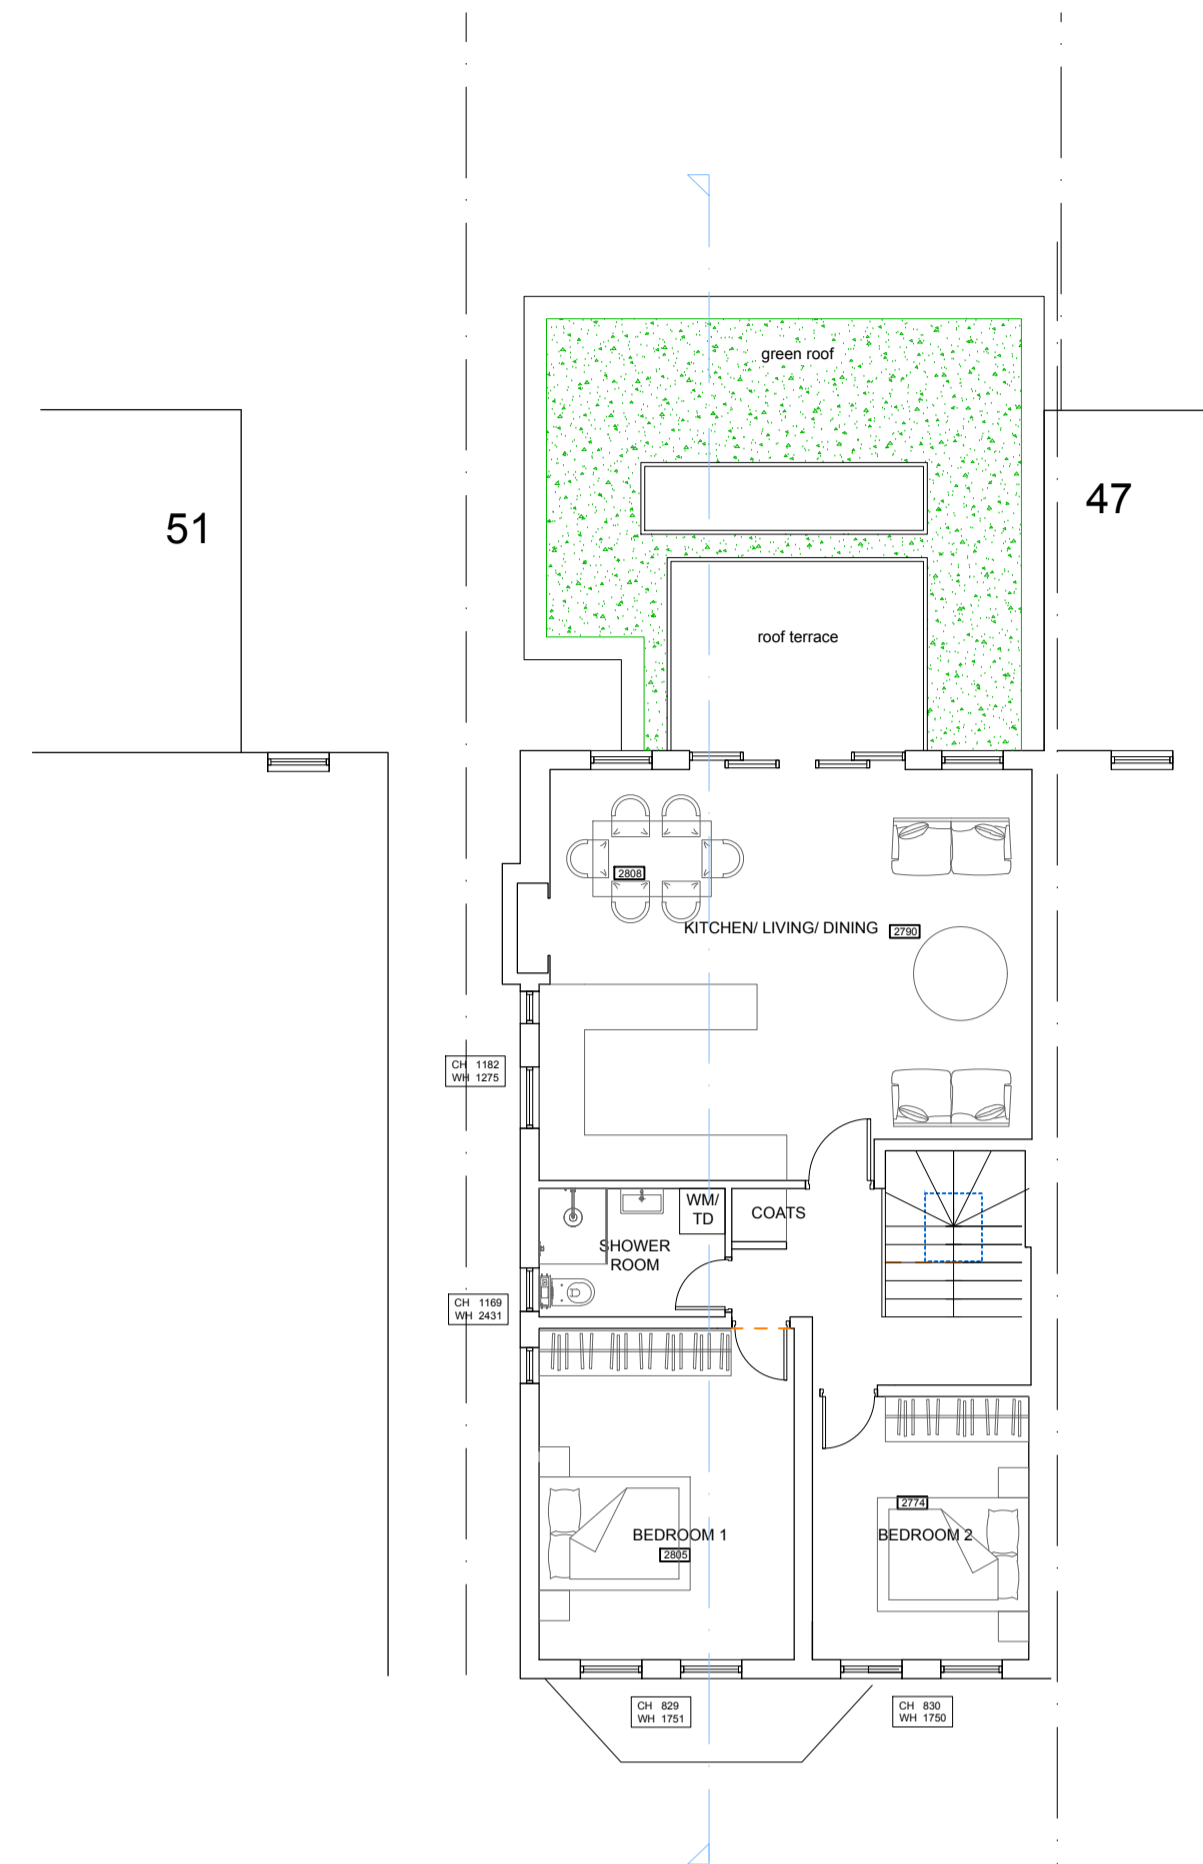 green roof
51
47
roof terrace
2808
KITCHEN/ LIVING/ DINING
2790
CH 1182
WH 1275
WM/
TD
COATS
SHOWER
ROOM
CH 1169
WH 2431
2774
BEDROOM 1
BEDROOM 2
2805
CH 829
WH 1751
CH 830
WH 1750